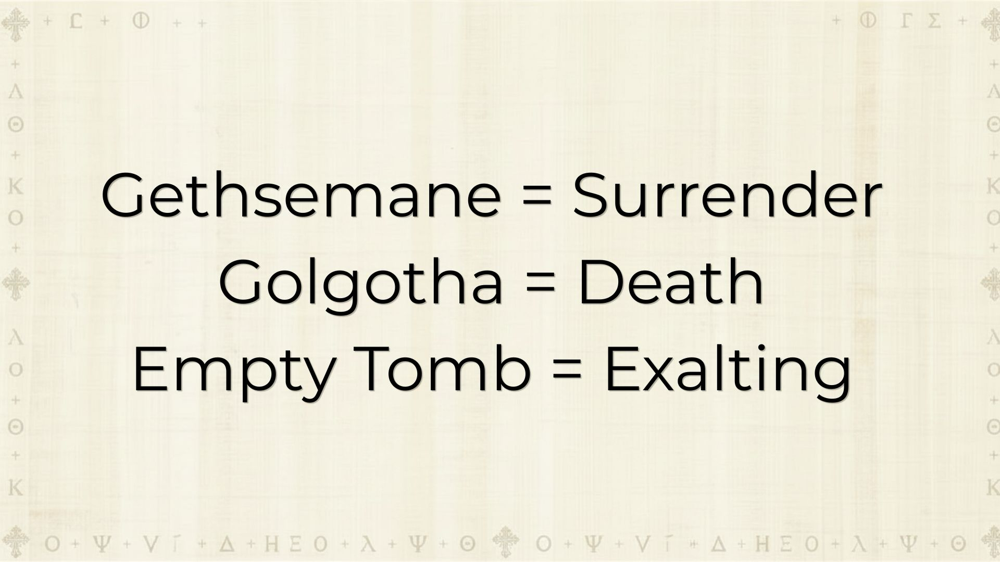 Gethsemane = Surrender
Golgotha = Death
Empty Tomb = Exalting